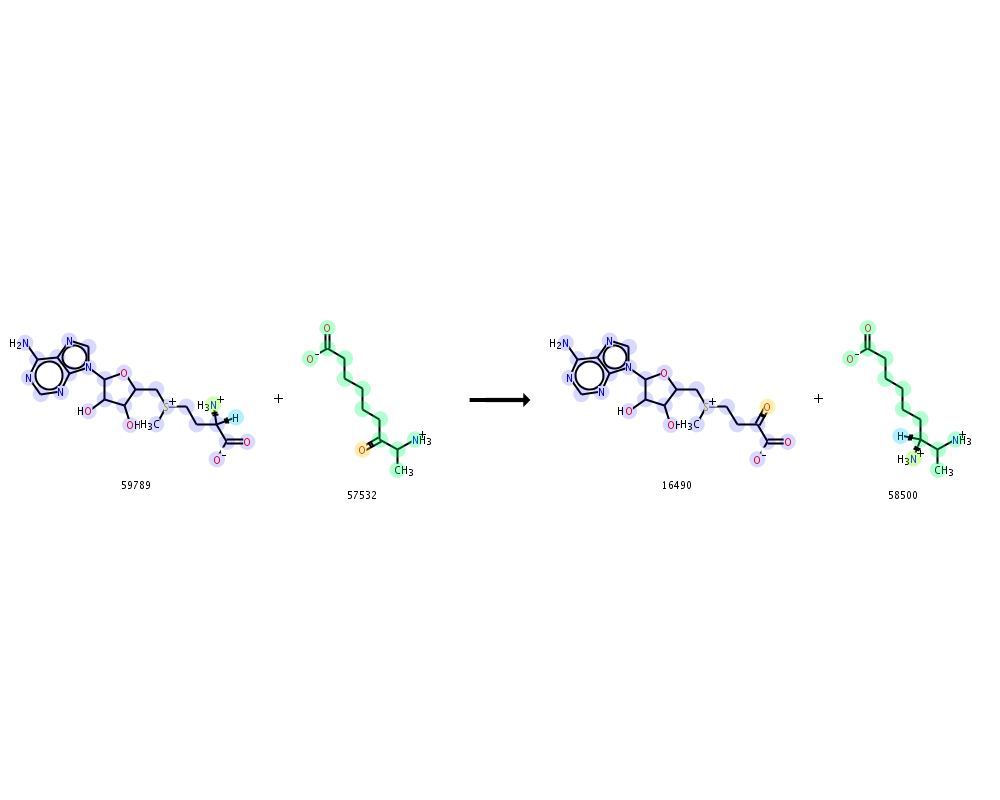 H2N N N N N N O HO OH S+ H3C H3N+ H O O-
59789
+
O O- O NH3+ CH3
57532
H2N N N N N N O HO OH S+ H3C O O O-
16490
+
O O- H H3N+ NH3+ CH3
58500